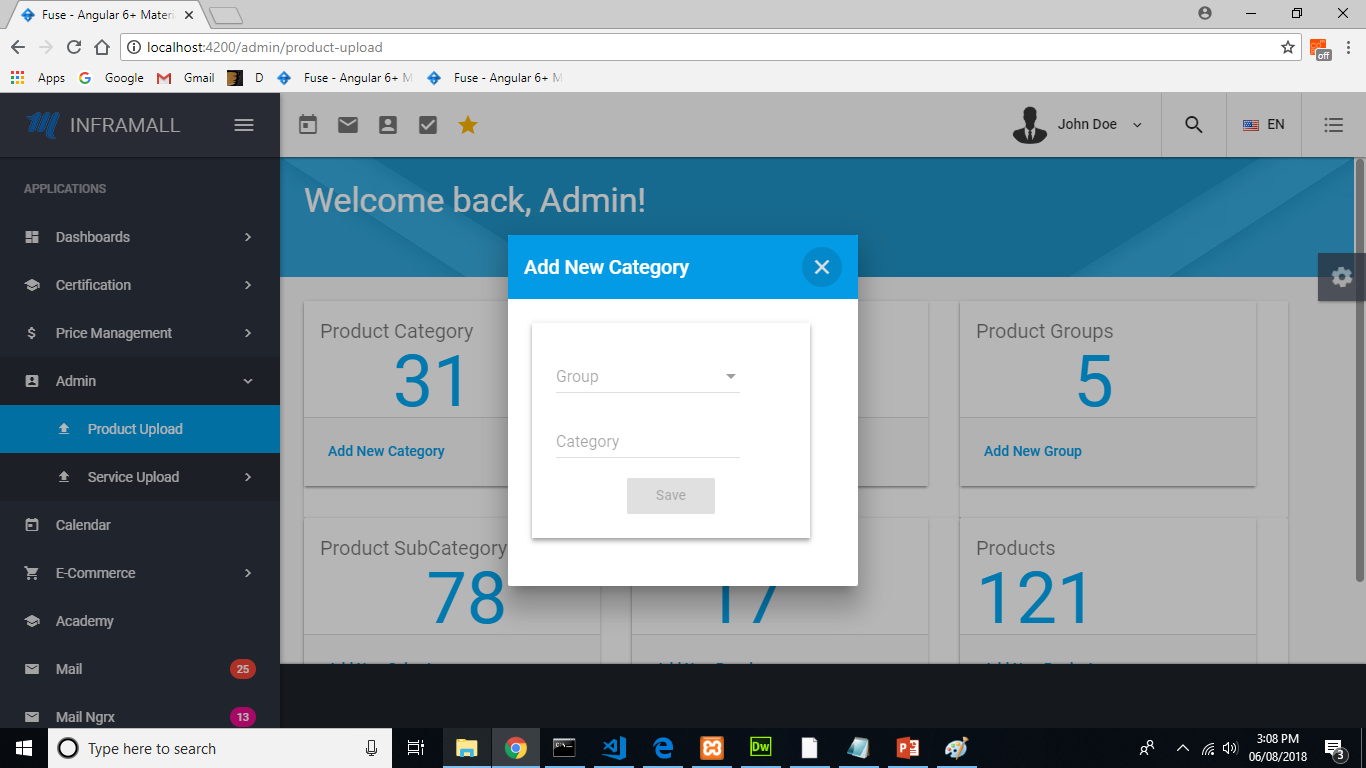 Fuse - Angular 6+ Materi
localhost:4200/admin/product-upload
Apps Google Gmail D Fuse - Angular 6+ M Fuse - Angular 6+ M
off
INFRAMALL
John Doe
EN
APPLICATIONS
Dashboards
Certification
Price Management
Admin
Product Upload
Service Upload
Calendar
E-Commerce
Academy
Mail 25
Mail Ngrx 13
Welcome back, Admin!
Add New Category
Group
Category
Save
Product Category
31
Add New Category
Product Groups
5
Add New Group
Product SubCategory
78
17
Products
121
Type here to search
Dw
3:08 PM
06/08/2018
3